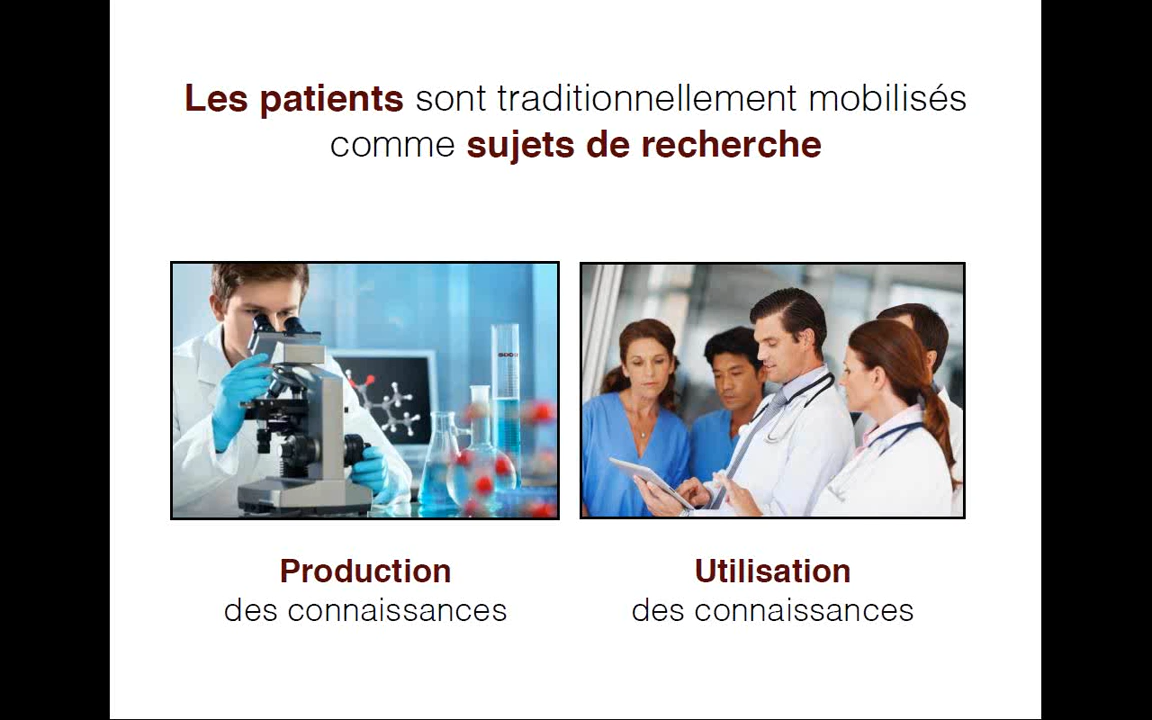 Les patients sont traditionnellement mobilisés
comme sujets de recherche
Production
des connaissances
Utilisation
des connaissances